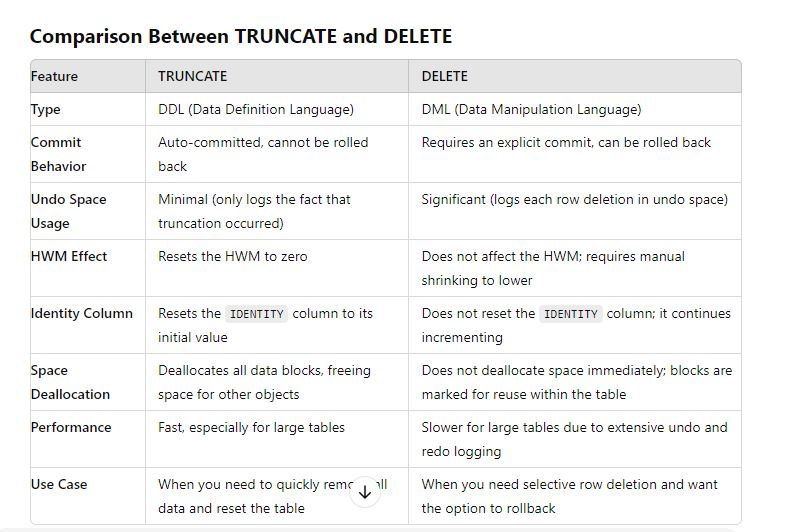 Comparison Between TRUNCATE and DELETE
Feature TRUNCATE DELETE
Type DDL (Data Definition Language) DML (Data Manipulation Language)
Commit Auto-committed, cannot be rolled Requires an explicit commit, can be rolled back
Behavior back
Undo Space Minimal (only logs the fact that Significant (logs each row deletion in undo space)
Usage truncation occurred)
HWM Effect Resets the HWM to zero Does not affect the HWM; requires manual
shrinking to lower
Identity Column Resets the IDENTITY column to its Does not reset the IDENTITY column; it continues
initial value incrementing
Space Deallocates all data blocks, freeing Does not deallocate space immediately; blocks are
Deallocation space for other objects marked for reuse within the table
Performance Fast, especially for large tables Slower for large tables due to extensive undo and
redo logging
Use Case When you need to quickly When you need selective row deletion and want
data and reset the table the option to rollback